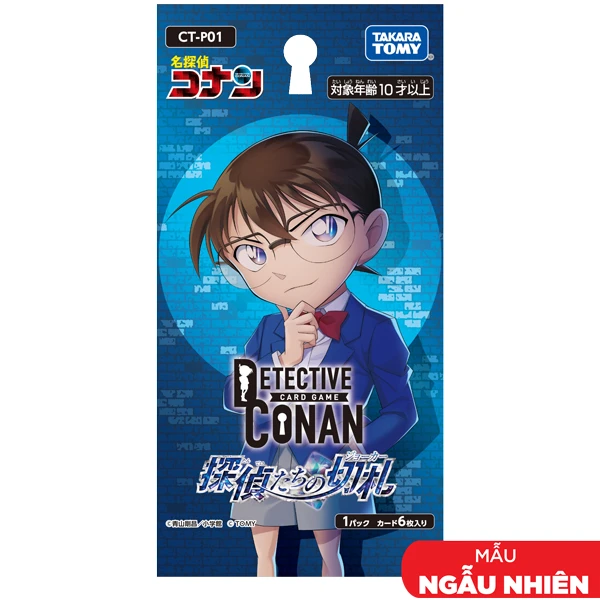 CT-P01
名探偵
コナン
TAKARA
TOMY
たいしょうねんれい さいいじょう
対象年齢10才以上
DETECTIVE
CARD GAME
CONAN
ジョーカー
探偵たちの切札
1パック カード6枚入り
©青山剛昌/小学館 © TOMY
MẪU
NGẪU NHIÊN